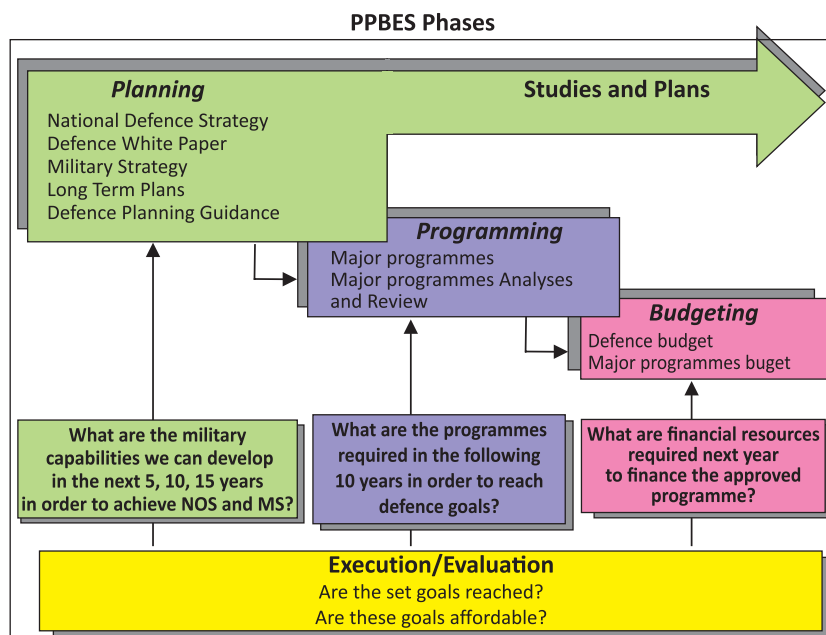 PPBES Phases
Planning
Studies and Plans
National Defence Strategy
Defence White Paper
Military Strategy
Long Term Plans
Defence Planning Guidance
Programming
Major programmes
Major programmes Analyses
and Review
Budgeting
Defence budget
Major programmes buget
What are the military
capabilities we can develop
in the next 5, 10, 15 years
in order to achieve NOS and MS?
What are the programmes
required in the following
10 years in order to reach
defence goals?
What are financial resources
required next year
to finance the approved
programme?
Execution/Evaluation
Are the set goals reached?
Are these goals affordable?